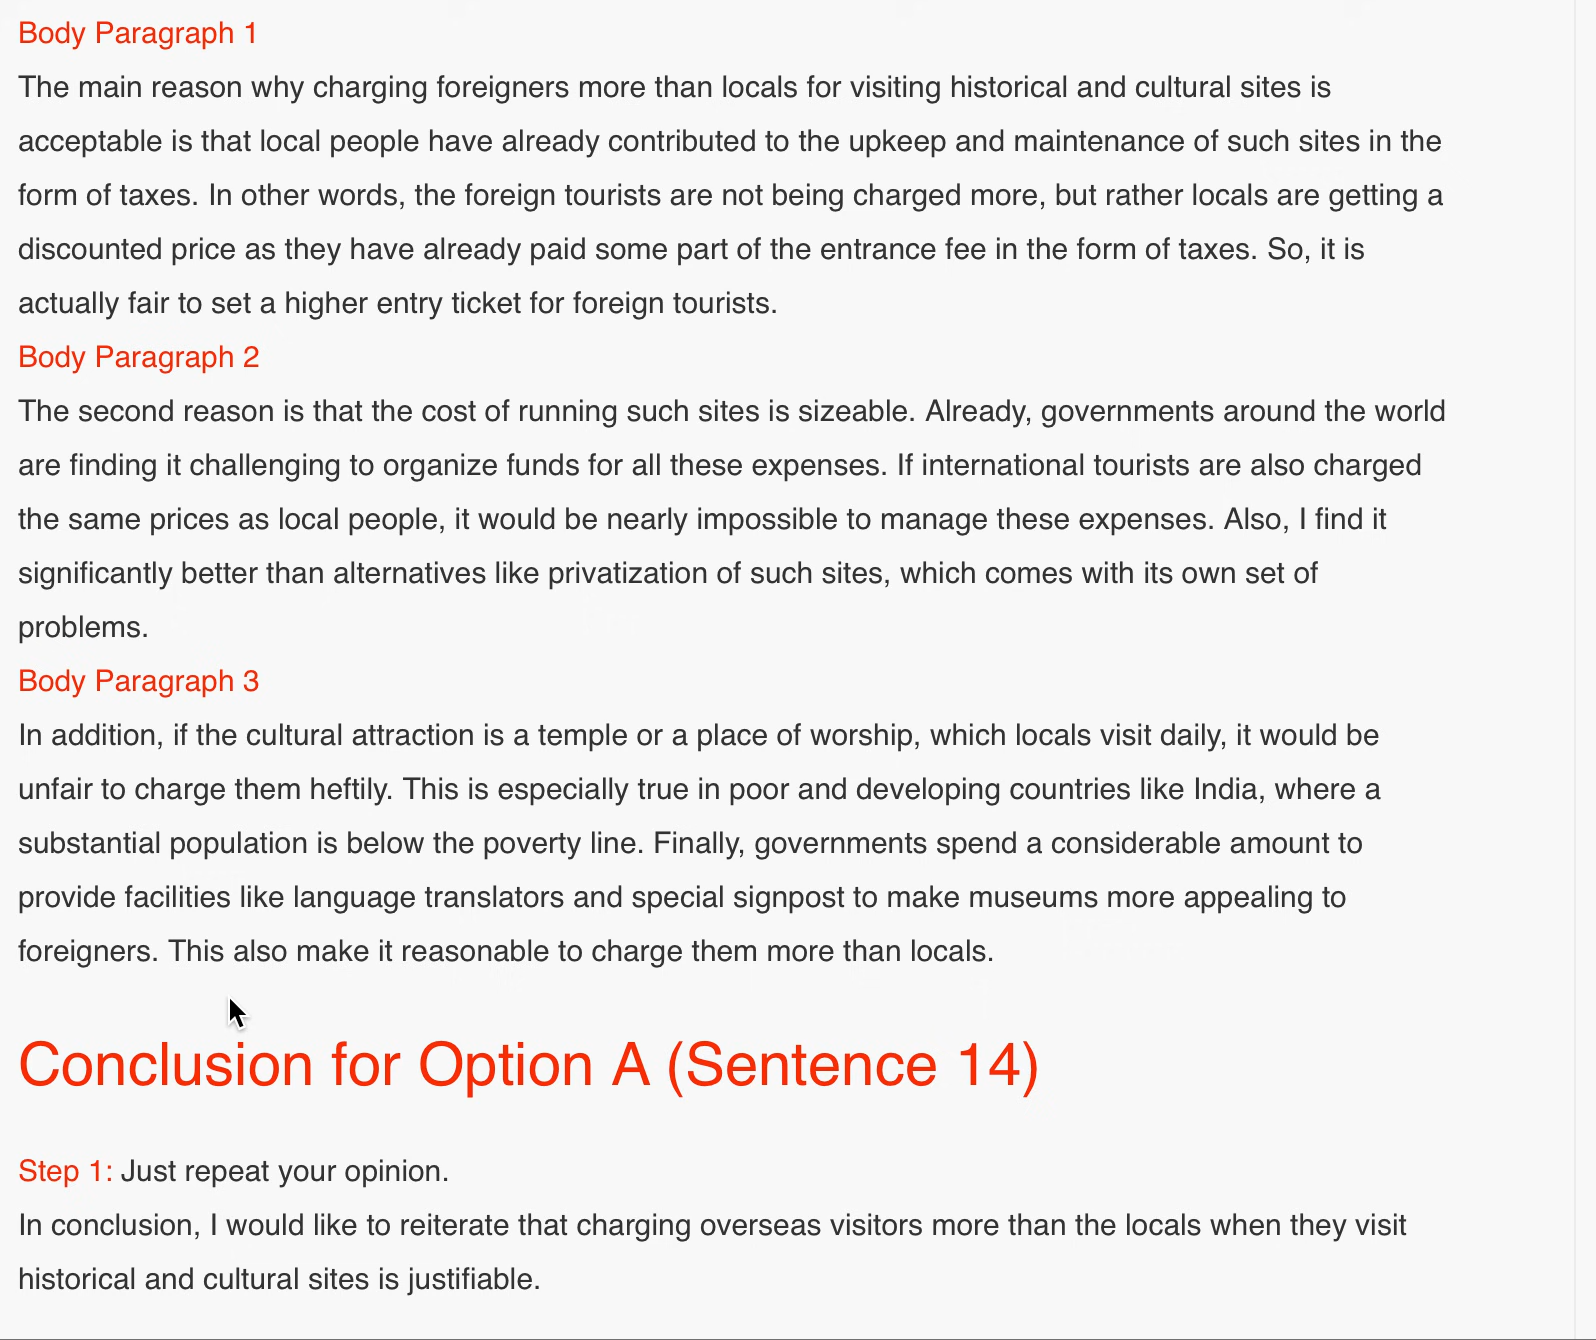 Body Paragraph 1
The main reason why charging foreigners more than locals for visiting historical and cultural sites is
acceptable is that local people have already contributed to the upkeep and maintenance of such sites in the
form of taxes. In other words, the foreign tourists are not being charged more, but rather locals are getting a
discounted price as they have already paid some part of the entrance fee in the form of taxes. So, it is
actually fair to set a higher entry ticket for foreign tourists.
Body Paragraph 2
The second reason is that the cost of running such sites is sizeable. Already, governments around the world
are finding it challenging to organize funds for all these expenses. If international tourists are also charged
the same prices as local people, it would be nearly impossible to manage these expenses. Also, I find it
significantly better than alternatives like privatization of such sites, which comes with its own set of
problems.
Body Paragraph 3
In addition, if the cultural attraction is a temple or a place of worship, which locals visit daily, it would be
unfair to charge them heftily. This is especially true in poor and developing countries like India, where a
substantial population is below the poverty line. Finally, governments spend a considerable amount to
provide facilities like language translators and special signpost to make museums more appealing to
foreigners. This also make it reasonable to charge them more than locals.
Conclusion for Option A (Sentence 14)
Step 1: Just repeat your opinion.
In conclusion, I would like to reiterate that charging overseas visitors more than the locals when they visit
historical and cultural sites is justifiable.